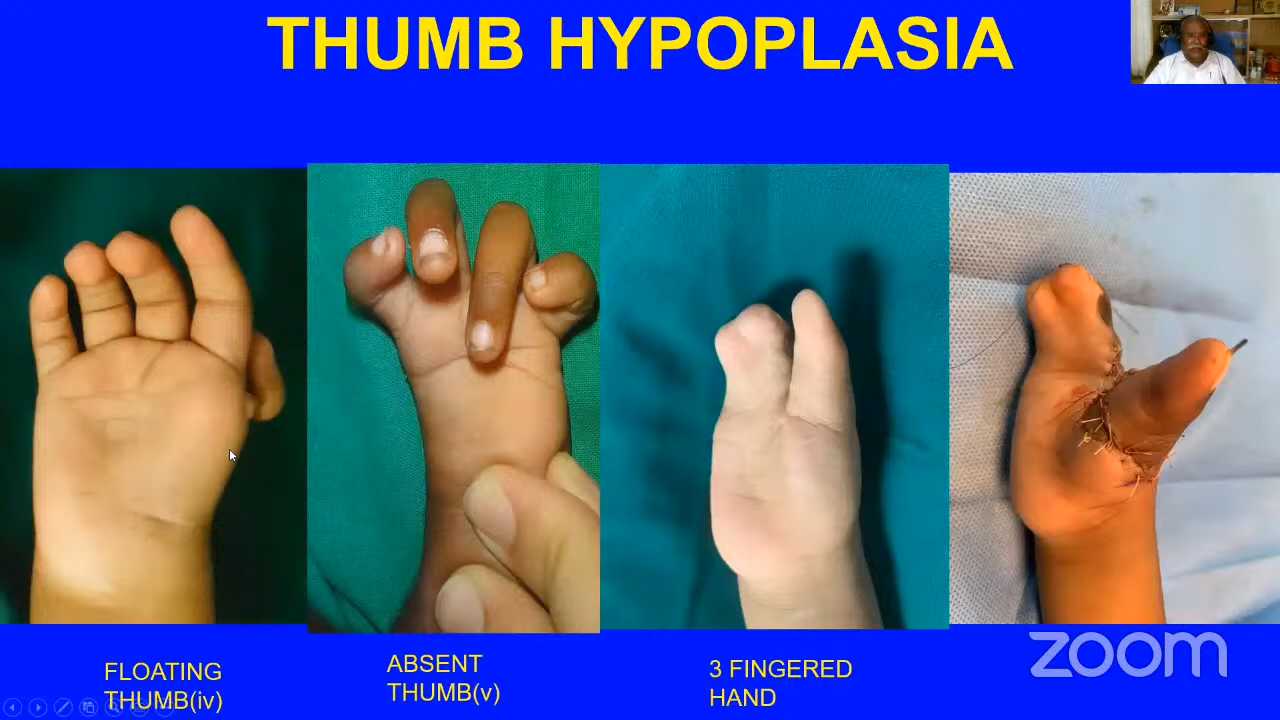 THUMB HYPOPLASIA
FLOATING
THUMB(iv)
ABSENT
THUMB(v)
3 FINGERED
HAND
zoom